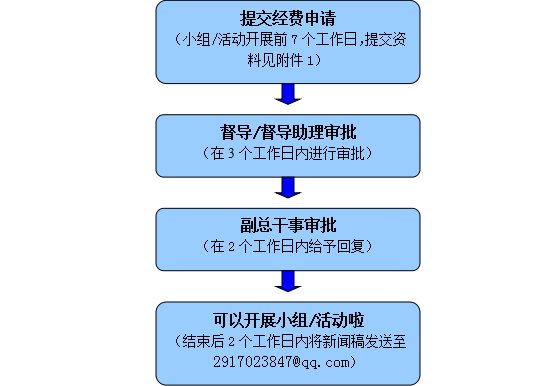 提交经费申请
（小组/活动开展前 7 个工作日,提交资
料见附件 1）
督导/督导助理审批
（在 3 个工作日内进行审批）
副总干事审批
（在 2 个工作日内给予回复）
可以开展小组/活动啦
（结束后 2 个工作日内将新闻稿发送至
2917023847@qq.com）